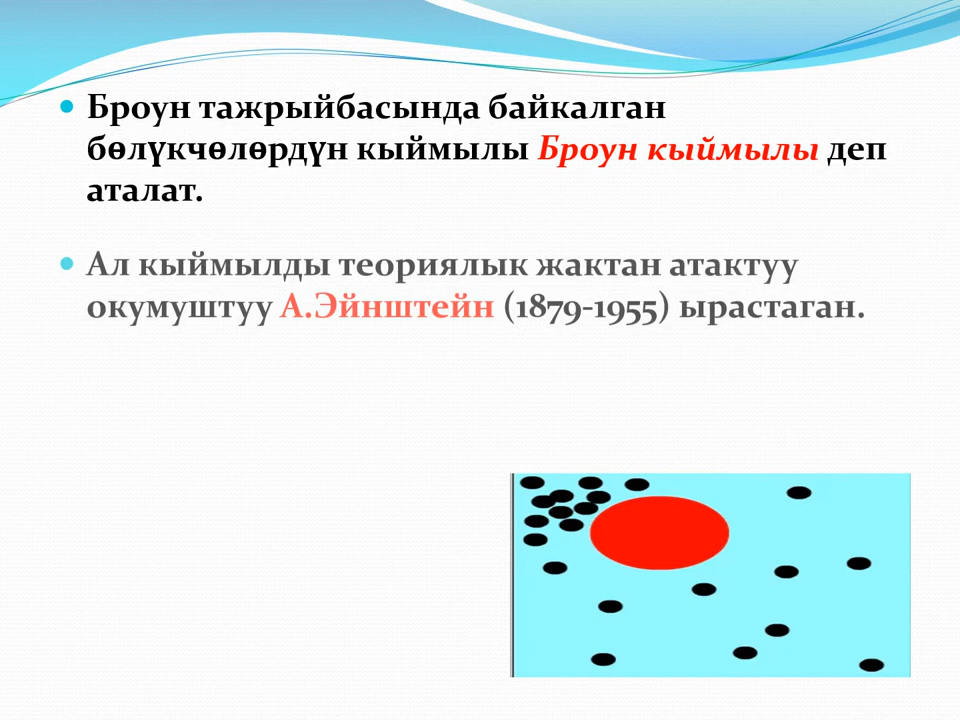 Броун тажрыйбасында байкалган
бөлүкчөлөрдүн кыймылы Броун кыймылы деп
аталат.
Ал кыймылды теориялык жактан атактуу
окумуштуу А.Эйнштейн (1879-1955) ырастаган.